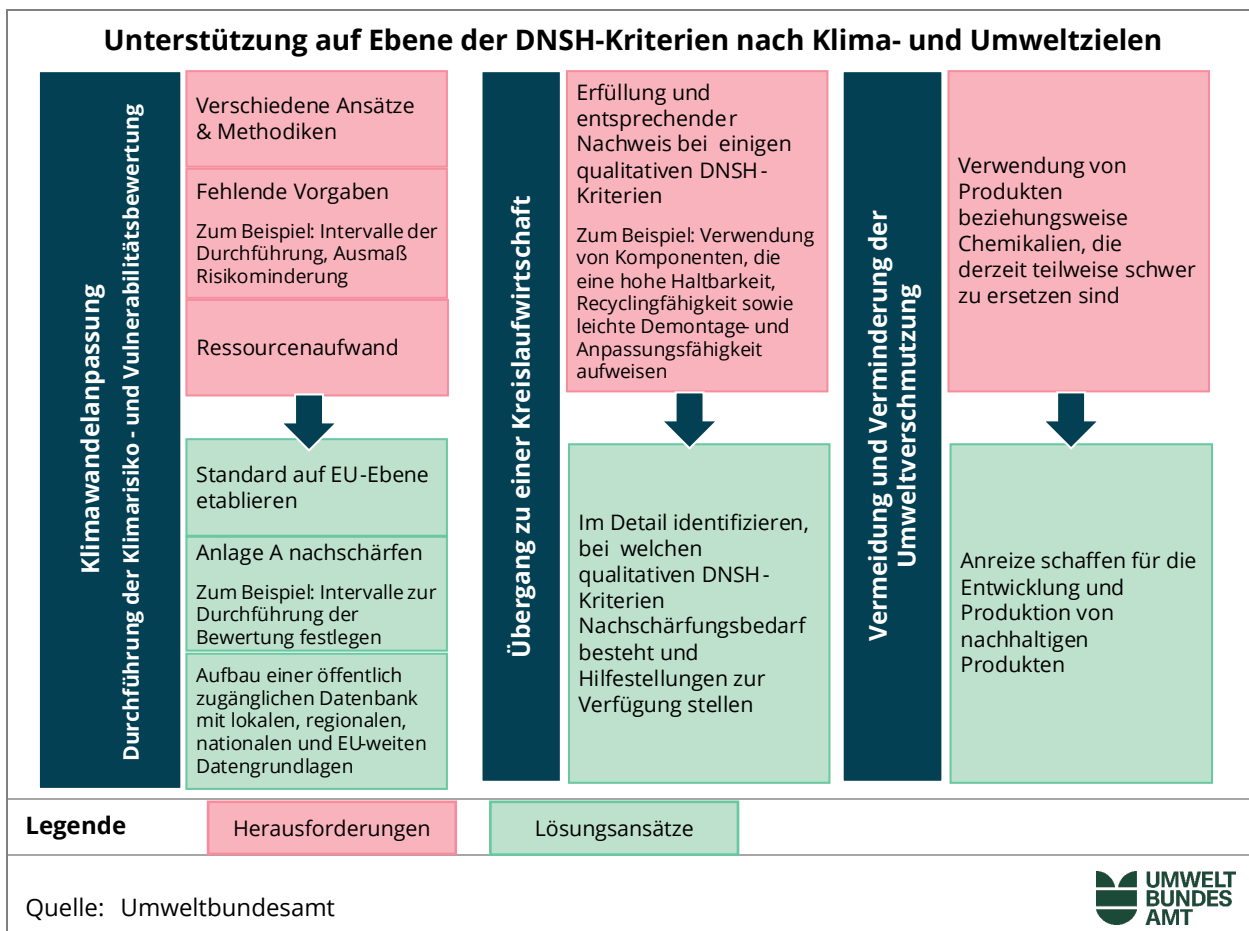 Unterstützung auf Ebene der DNSH-Kriterien nach Klima- und Umweltzielen
Klimawandelanpassung
Durchführung der Klimarisiko - und Vulnerabilitätsbewertung
Verschiedene Ansätze
& Methodiken
Fehlende Vorgaben
Zum Beispiel: Intervalle der
Durchführung, Ausmaß
Risikominderung
Ressourcenaufwand
Standard auf EU-Ebene
etablieren
Anlage A nachschärfen
Zum Beispiel: Intervalle zur
Durchführung der
Bewertung festlegen
Aufbau einer öffentlich
zugänglichen Datenbank
mit lokalen, regionalen,
nationalen und EU-weiten
Datengrundlagen
Übergang zu einer Kreislaufwirtschaft
Erfüllung und
entsprechender
Nachweis bei einigen
qualitativen DNSH-
Kriterien
Zum Beispiel: Verwendung
von Komponenten, die
eine hohe Haltbarkeit,
Recyclingfähigkeit sowie
leichte Demontage- und
Anpassungsfähigkeit
aufweisen
Im Detail identifizieren,
bei welchen
qualitativen DNSH-
Kriterien
Nachschärfungsbedarf
besteht und
Hilfestellungen zur
Verfügung stellen
Vermeidung und Verminderung der
Umweltverschmutzung
Verwendung von
Produkten
beziehungsweise
Chemikalien, die
derzeit teilweise schwer
zu ersetzen sind
Anreize schaffen für die
Entwicklung und
Produktion von
nachhaltigen
Produkten
Legende
Herausforderungen
Lösungsansätze
Quelle: Umweltbundesamt
UMWELT
BUNDES
AMT